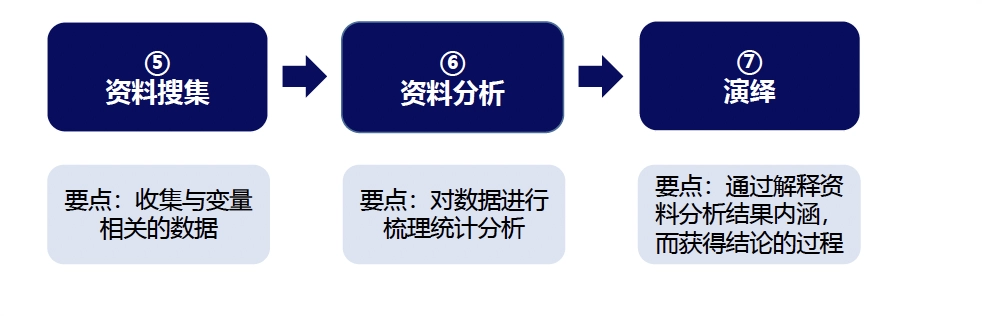 ⑤
资料搜集
⑥
资料分析
⑦
演绎
要点：收集与变量
相关的数据
要点：对数据进行
梳理统计分析
要点：通过解释资
料分析结果内涵，
而获得结论的过程